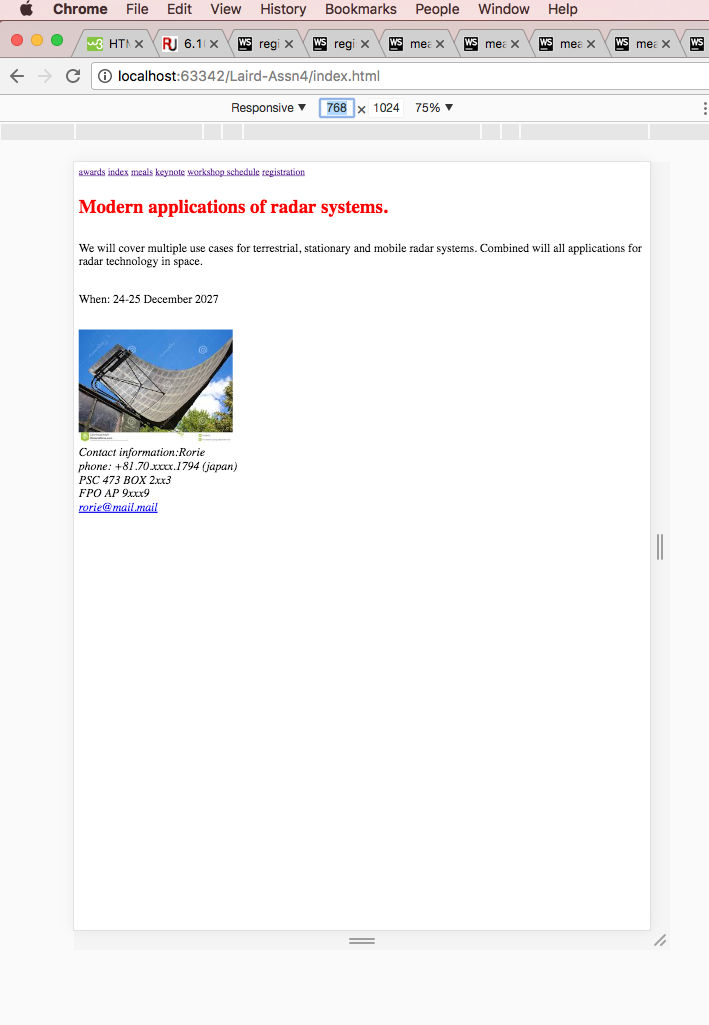 Chrome File Edit View History Bookmarks People Window Help
HTM 6.1 regi regi mea mea mea mea
localhost:63342/Laird-Assn4/index.html
Responsive ▼ 768 × 1024 75% ▼
awards index meals keynote workshop schedule registration
Modern applications of radar systems.
We will cover multiple use cases for terrestrial, stationary and mobile radar systems. Combined will all applications for
radar technology in space.
When: 24-25 December 2027
Contact information:Rorie
phone: +81.70.xxxx.1794 (japan)
PSC 473 BOX 2xx3
FPO AP 9xxx9
rorie@mail.mail